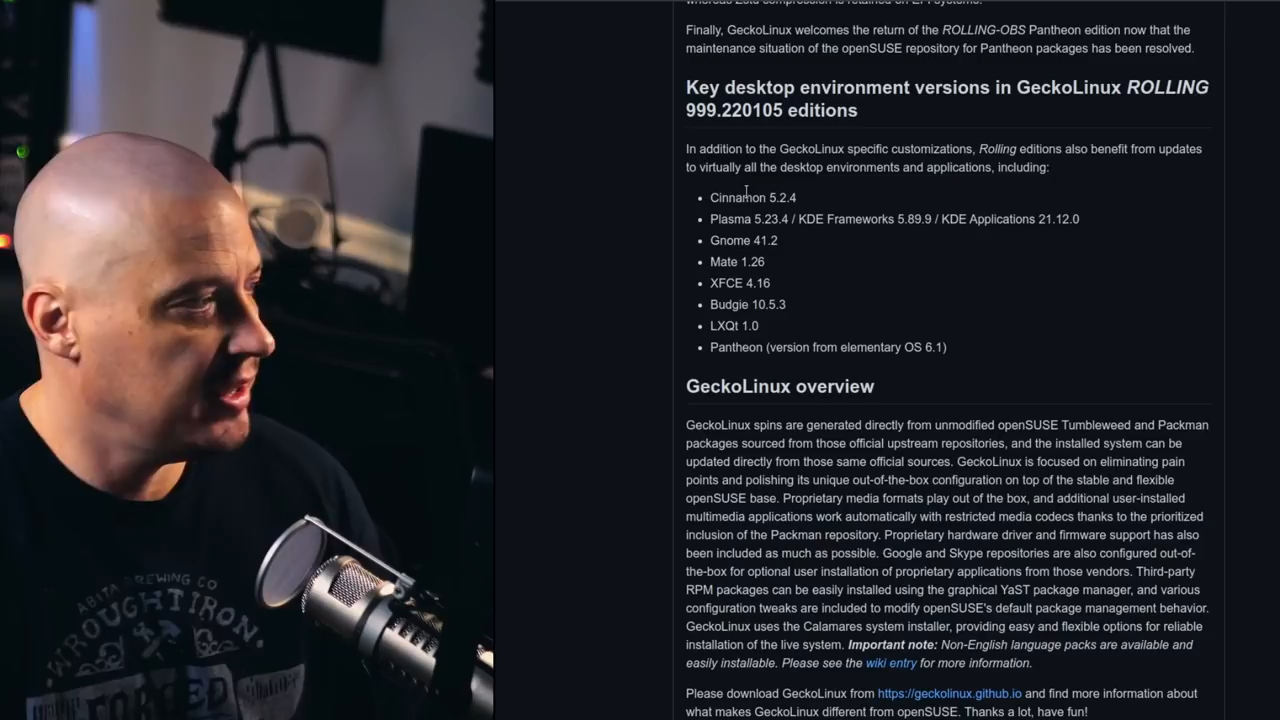 whereas Zstd compression is retained on EFI systems.
Finally, GeckoLinux welcomes the return of the ROLLING-OBS Pantheon edition now that the
maintenance situation of the openSUSE repository for Pantheon packages has been resolved.
Key desktop environment versions in GeckoLinux ROLLING
999.220105 editions
In addition to the GeckoLinux specific customizations, Rolling editions also benefit from updates
to virtually all the desktop environments and applications, including:
• Cinnamon 5.2.4
• Plasma 5.23.4 / KDE Frameworks 5.89.9 / KDE Applications 21.12.0
• Gnome 41.2
• Mate 1.26
• XFCE 4.16
• Budgie 10.5.3
• LXQt 1.0
• Pantheon (version from elementary OS 6.1)
GeckoLinux overview
GeckoLinux spins are generated directly from unmodified openSUSE Tumbleweed and Packman
packages sourced from those official upstream repositories, and the installed system can be
updated directly from those same official sources. GeckoLinux is focused on eliminating pain
points and polishing its unique out-of-the-box configuration on top of the stable and flexible
openSUSE base. Proprietary media formats play out of the box, and additional user-installed
multimedia applications work automatically with restricted media codecs thanks to the prioritized
inclusion of the Packman repository. Proprietary hardware driver and firmware support has also
been included as much as possible. Google and Skype repositories are also configured out-of-
the-box for optional user installation of proprietary applications from those vendors. Third-party
RPM packages can be easily installed using the graphical YaST package manager, and various
configuration tweaks are included to modify openSUSE's default package management behavior.
GeckoLinux uses the Calamares system installer, providing easy and flexible options for reliable
installation of the live system. Important note: Non-English language packs are available and
easily installable. Please see the wiki entry for more information.
Please download GeckoLinux from https://geckolinux.github.io and find more information about
what makes GeckoLinux different from openSUSE. Thanks a lot, have fun!
ABITA BREWING CO
WROUGHT IRON
FORGED